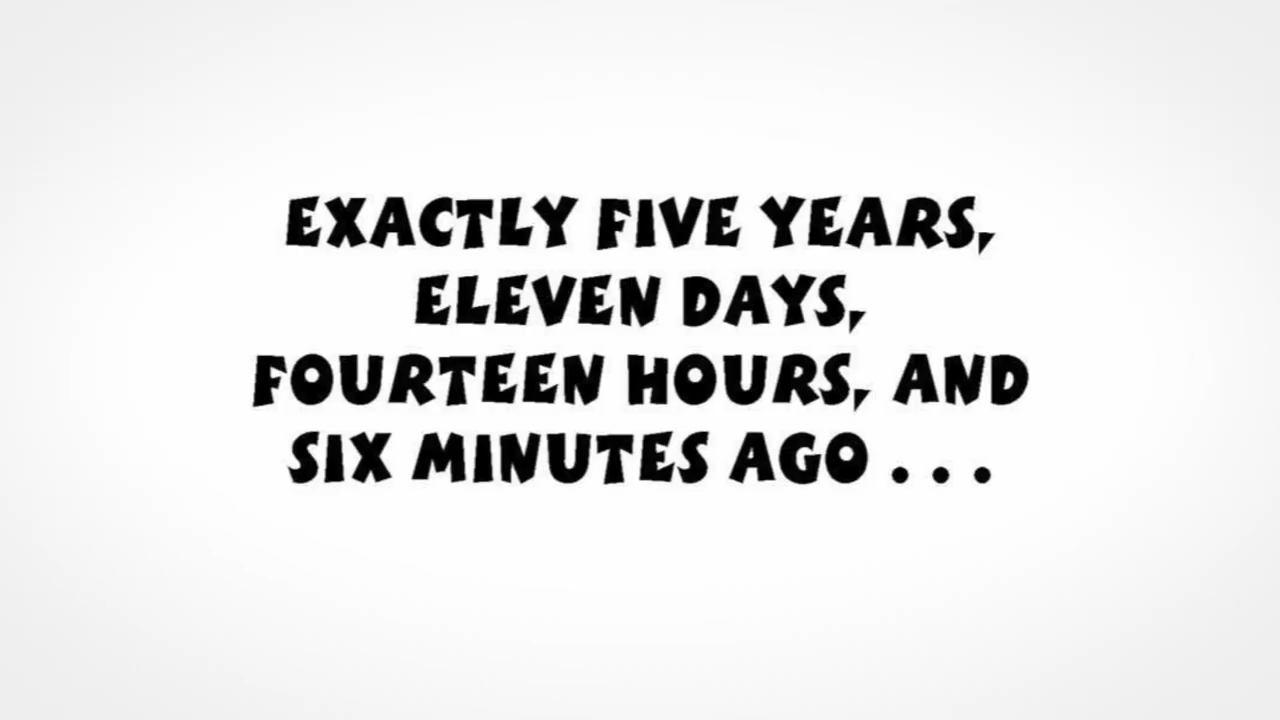 EXACTLY FIVE YEARS,
ELEVEN DAYS,
FOURTEEN HOURS, AND
SIX MINUTES AGO . . .